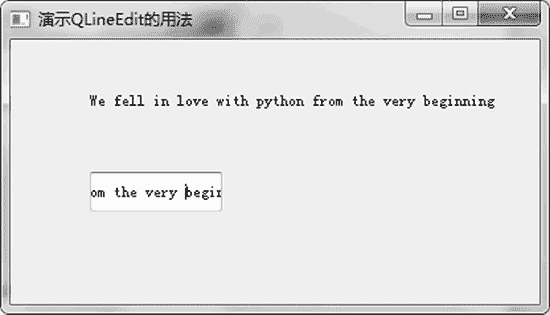 演示QLineEdit的用法
We fell in love with python from the very beginning
om the very begin